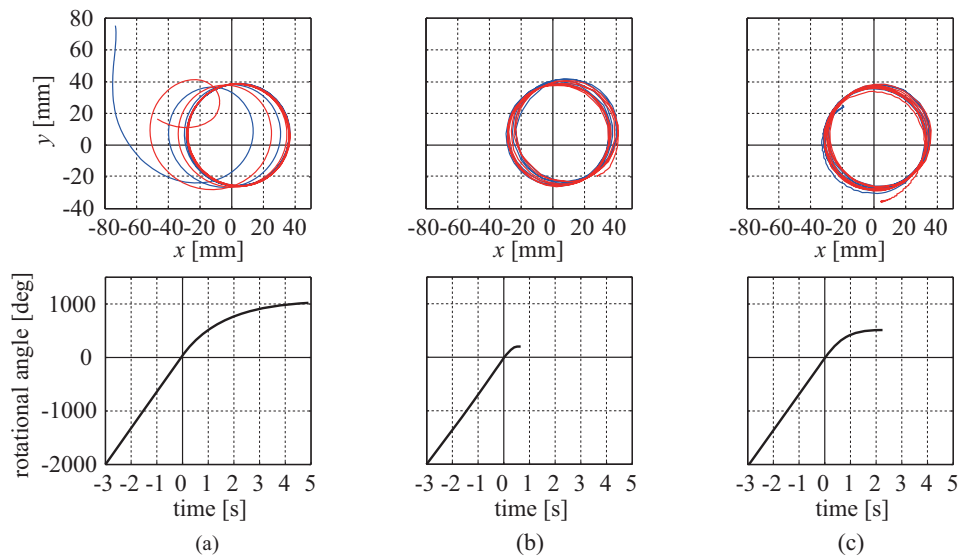 80
60
40
20
0
-20
-40
y [mm]
-80 -60 -40 -20 0 20 40
x [mm]
-80 -60 -40 -20 0 20 40
x [mm]
-80 -60 -40 -20 0 20 40
x [mm]
rotational angle [deg]
1000
0
-1000
-2000
-3 -2 -1 0 1 2 3 4 5
time [s]
(a)
-3 -2 -1 0 1 2 3 4 5
time [s]
(b)
-3 -2 -1 0 1 2 3 4 5
time [s]
(c)